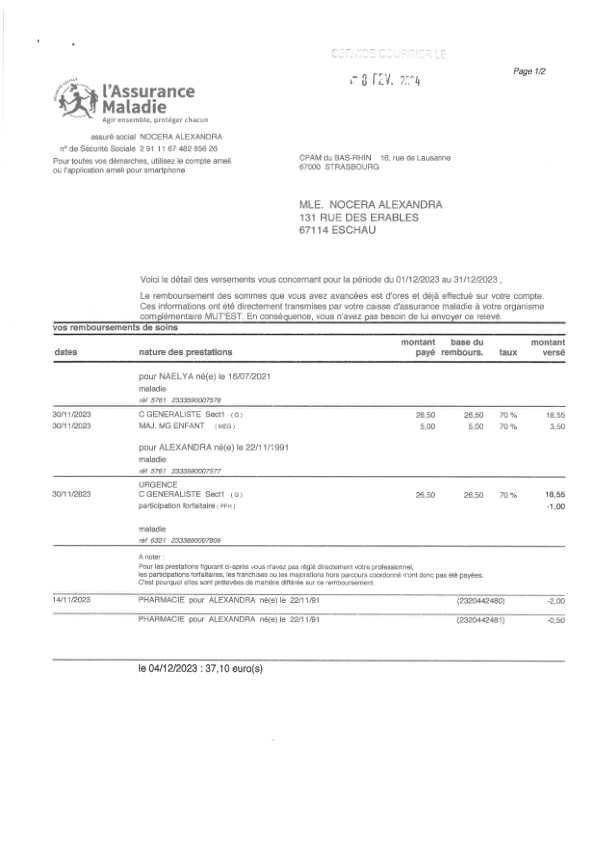 SERVICE COURRIER LE
8 FEV. 2024
Page 1/2
l'Assurance
Maladie
Agir ensemble, protéger chacun
assuré social NOCERA ALEXANDRA
n° de Sécurité Sociale 2 91 11 67 482 856 26
Pour toutes vos démarches, utilisez le compte ameli
ou l'application ameli pour smartphone
CPAM du BAS-RHIN 16, rue de Lausanne
67000 STRASBOURG
MLE. NOCERA ALEXANDRA
131 RUE DES ERABLES
67114 ESCHAU
Voici le détail des versements vous concernant pour la période du 01/12/2023 au 31/12/2023 .
Le remboursement des sommes que vous avez avancées est d'ores et déjà effectué sur votre compte.
Ces informations ont été directement transmises par votre caisse d'assurance maladie à votre organisme
complémentaire MUT'EST. En conséquence, vous n'avez pas besoin de lui envoyer ce relevé.
vos remboursements de soins
dates nature des prestations montant payé base du rembours. taux montant versé
pour NAELYA né(e) le 16/07/2021
maladie
réf 5761 2333590007578
30/11/2023 C GENERALISTE Sect1 (G) 26,50 26,50 70 % 18,55
30/11/2023 MAJ. MG ENFANT (MEG) 5,00 5,00 70 % 3,50
pour ALEXANDRA né(e) le 22/11/1991
maladie
réf 5761 2333590007577
URGENCE
30/11/2023 C GENERALISTE Sect1 (G) 26,50 26,50 70 % 18,55
participation forfaitaire (PFH) -1,00
maladie
réf 6321 2333880007806
A noter :
Pour les prestations figurant ci-après vous n'avez pas réglé directement votre professionnel,
les participations forfaitaires, les franchises ou les majorations hors parcours coordonné n'ont donc pas été payées.
C'est pourquoi elles sont prélevées de manière différée sur ce remboursement.
14/11/2023 PHARMACIE pour ALEXANDRA né(e) le 22/11/91 (2320442480) -2,00
PHARMACIE pour ALEXANDRA né(e) le 22/11/91 (2320442481) -0,50
le 04/12/2023 : 37,10 euro(s)